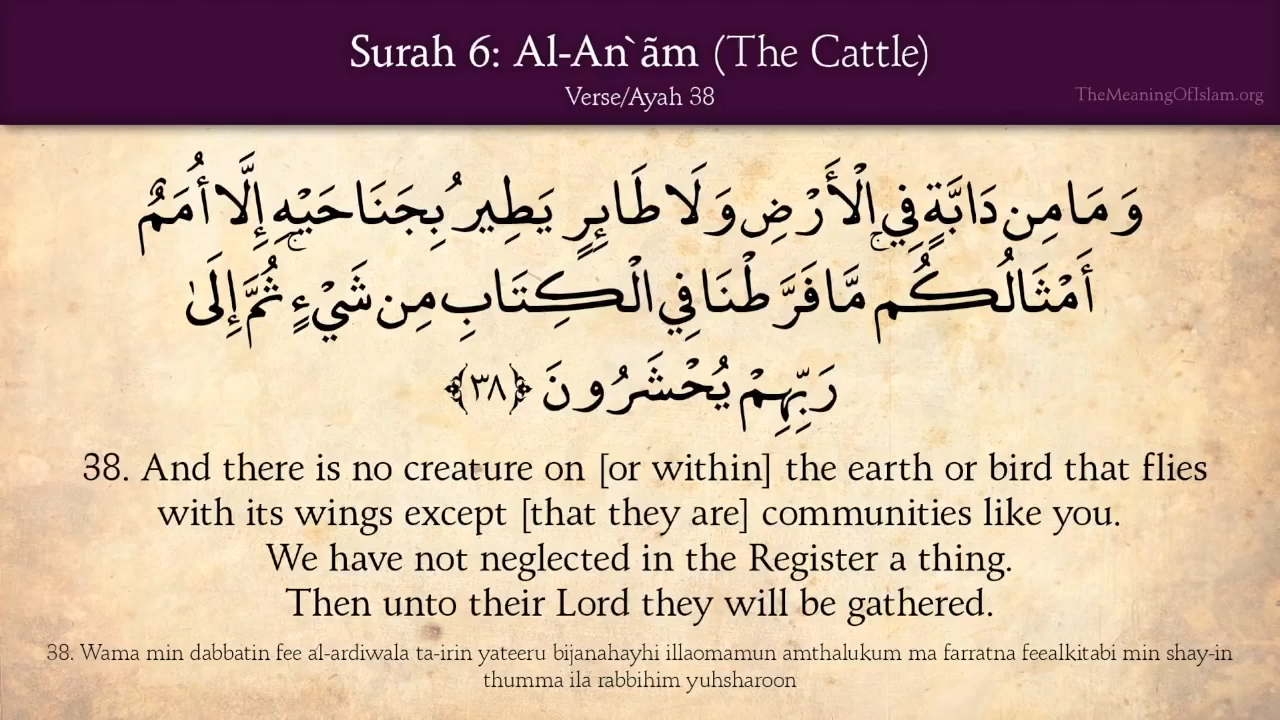 Surah 6: Al-An`ãm (The Cattle)
Verse/Ayah 38
TheMeaningOfIslam.org
وَمَا مِن دَابَّةٍ فِي الْأَرْضِ وَلَا طَائِرٍ يَطِيرُ بِجَنَاحَيْهِ إِلَّا أُمَمٌ
أَمْثَالُكُم ۚ مَّا فَرَّطْنَا فِي الْكِتَابِ مِن شَيْءٍ ۚ ثُمَّ إِلَىٰ
رَبِّهِمْ يُحْشَرُونَ ﴿٣٨﴾
38. And there is no creature on [or within] the earth or bird that flies
with its wings except [that they are] communities like you.
We have not neglected in the Register a thing.
Then unto their Lord they will be gathered.
38. Wama min dabbatin fee al-ardiwala ta-irin yateeru bijanahayhi illaomamun amthalukum ma farratna feealkitabi min shay-in
thumma ila rabbihim yuhsharoon